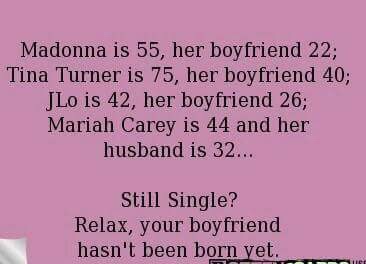 Madonna is 55, her boyfriend 22;
Tina Turner is 75, her boyfriend 40;
JLo is 42, her boyfriend 26;
Mariah Carey is 44 and her
husband is 32...
Still Single?
Relax, your boyfriend
hasn't been born yet.